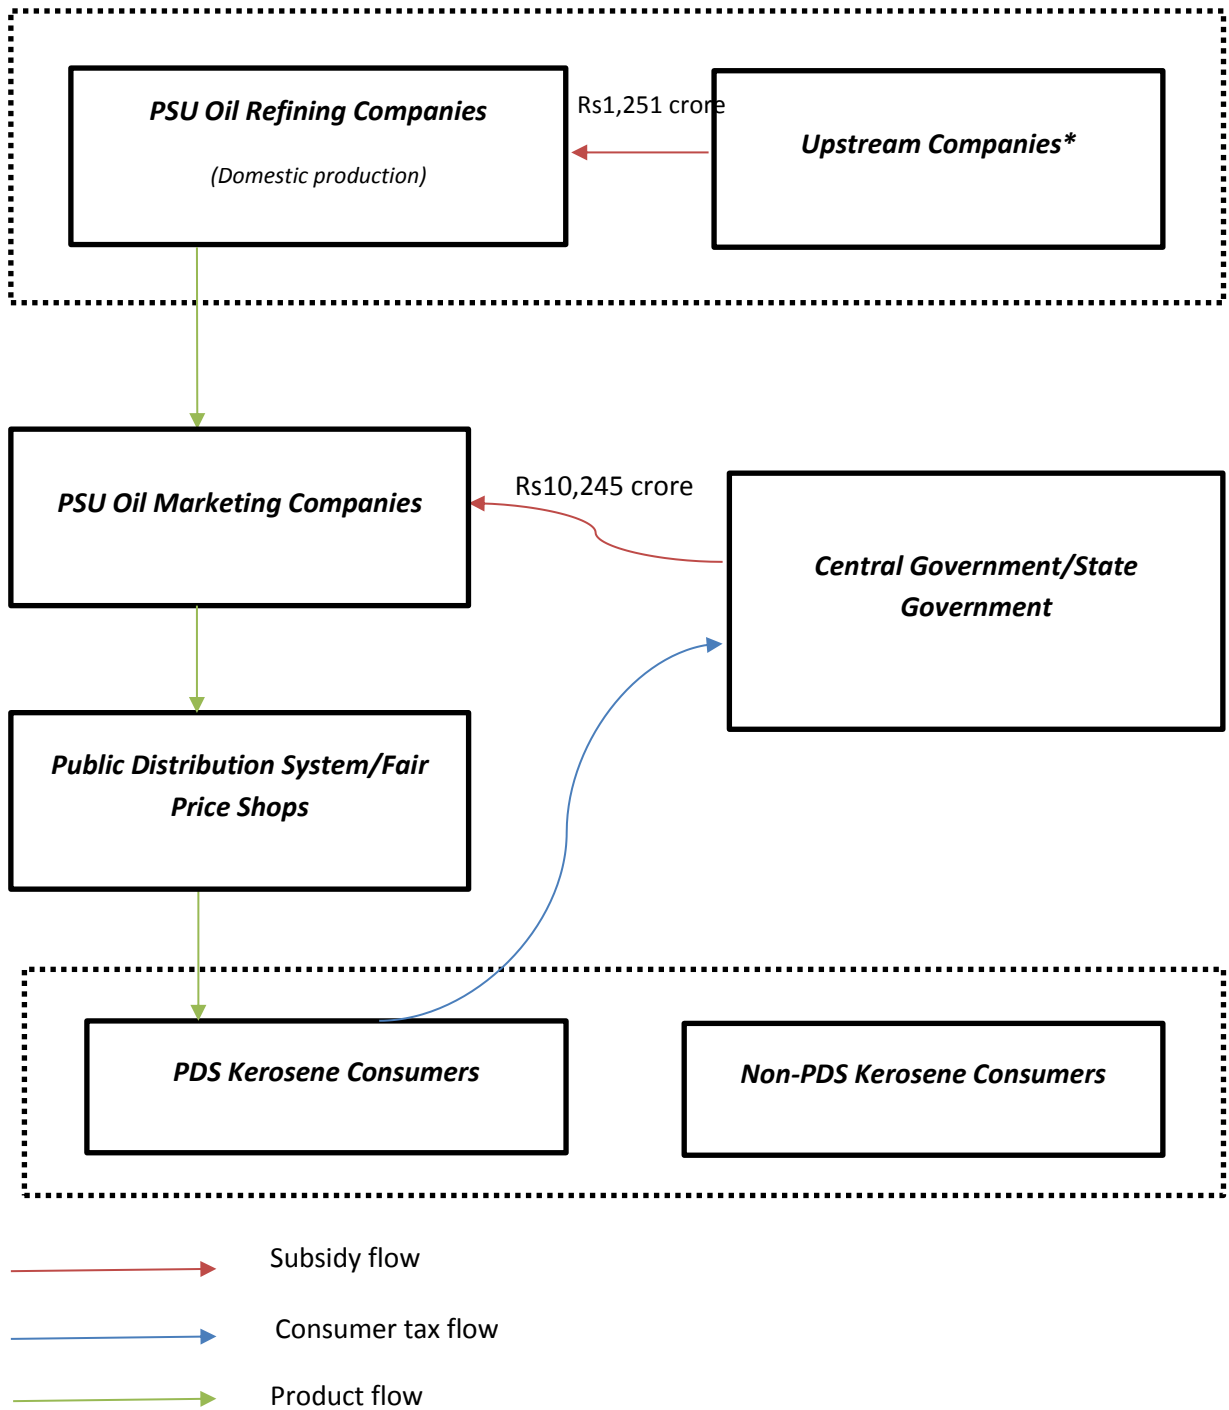 PSU Oil Refining Companies
(Domestic production)
Rs1,251 crore
Upstream Companies*
PSU Oil Marketing Companies
Rs10,245 crore
Central Government/State
Government
Public Distribution System/Fair
Price Shops
PDS Kerosene Consumers
Non-PDS Kerosene Consumers
Subsidy flow
Consumer tax flow
Product flow